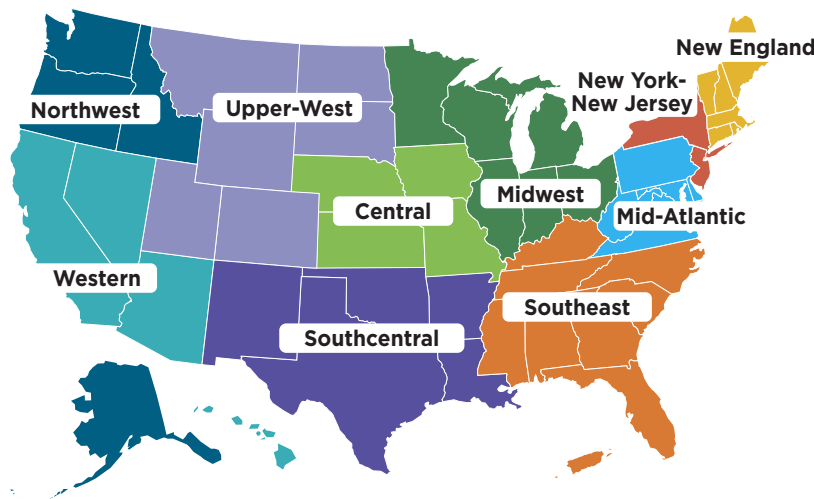 New England
New York-
New Jersey
Northwest
Upper-West
Midwest
Central
Mid-Atlantic
Western
Southeast
Southcentral